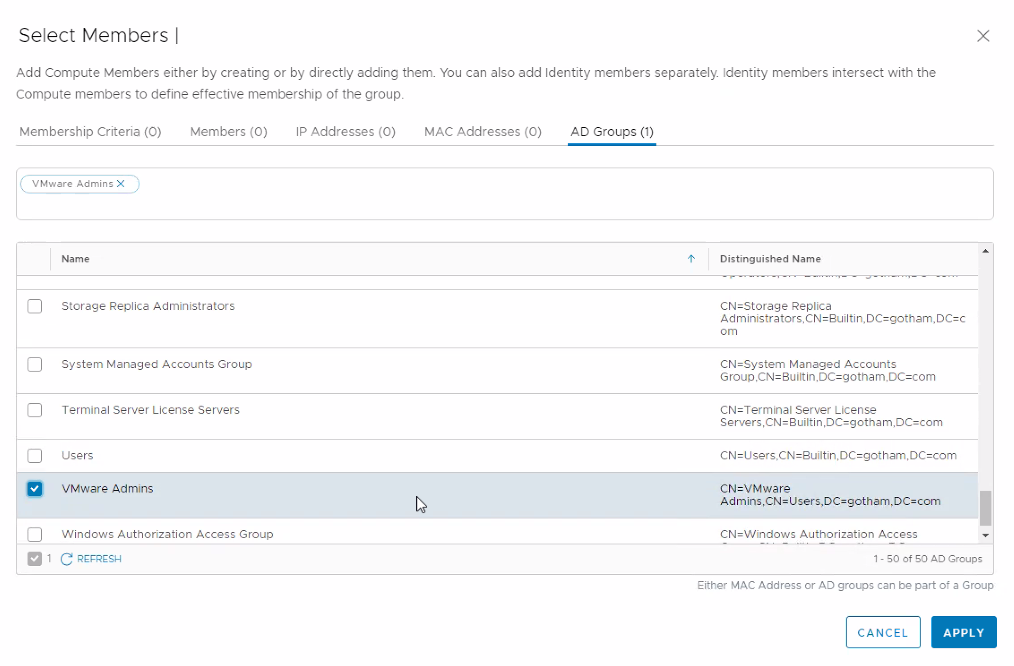 Select Members |
Add Compute Members either by creating or by directly adding them. You can also add Identity members separately. Identity members intersect with the
Compute members to define effective membership of the group.
Membership Criteria (0) Members (0) IP Addresses (0) MAC Addresses (0) AD Groups (1)
VMware Admins
Name Distinguished Name
Storage Replica Administrators CN=Storage Replica
Administrators,CN=Builtin,DC=gotham,DC=c
om
System Managed Accounts Group CN=System Managed Accounts
Group,CN=Builtin,DC=gotham,DC=com
Terminal Server License Servers CN=Terminal Server License
Servers,CN=Builtin,DC=gotham,DC=com
Users CN=Users,CN=Builtin,DC=gotham,DC=com
VMware Admins CN=VMware
Admins,CN=Users,DC=gotham,DC=com
Windows Authorization Access Group CN=Windows Authorization Access
1 REFRESH 1 - 50 of 50 AD Groups
Either MAC Address or AD groups can be part of a Group
CANCEL APPLY